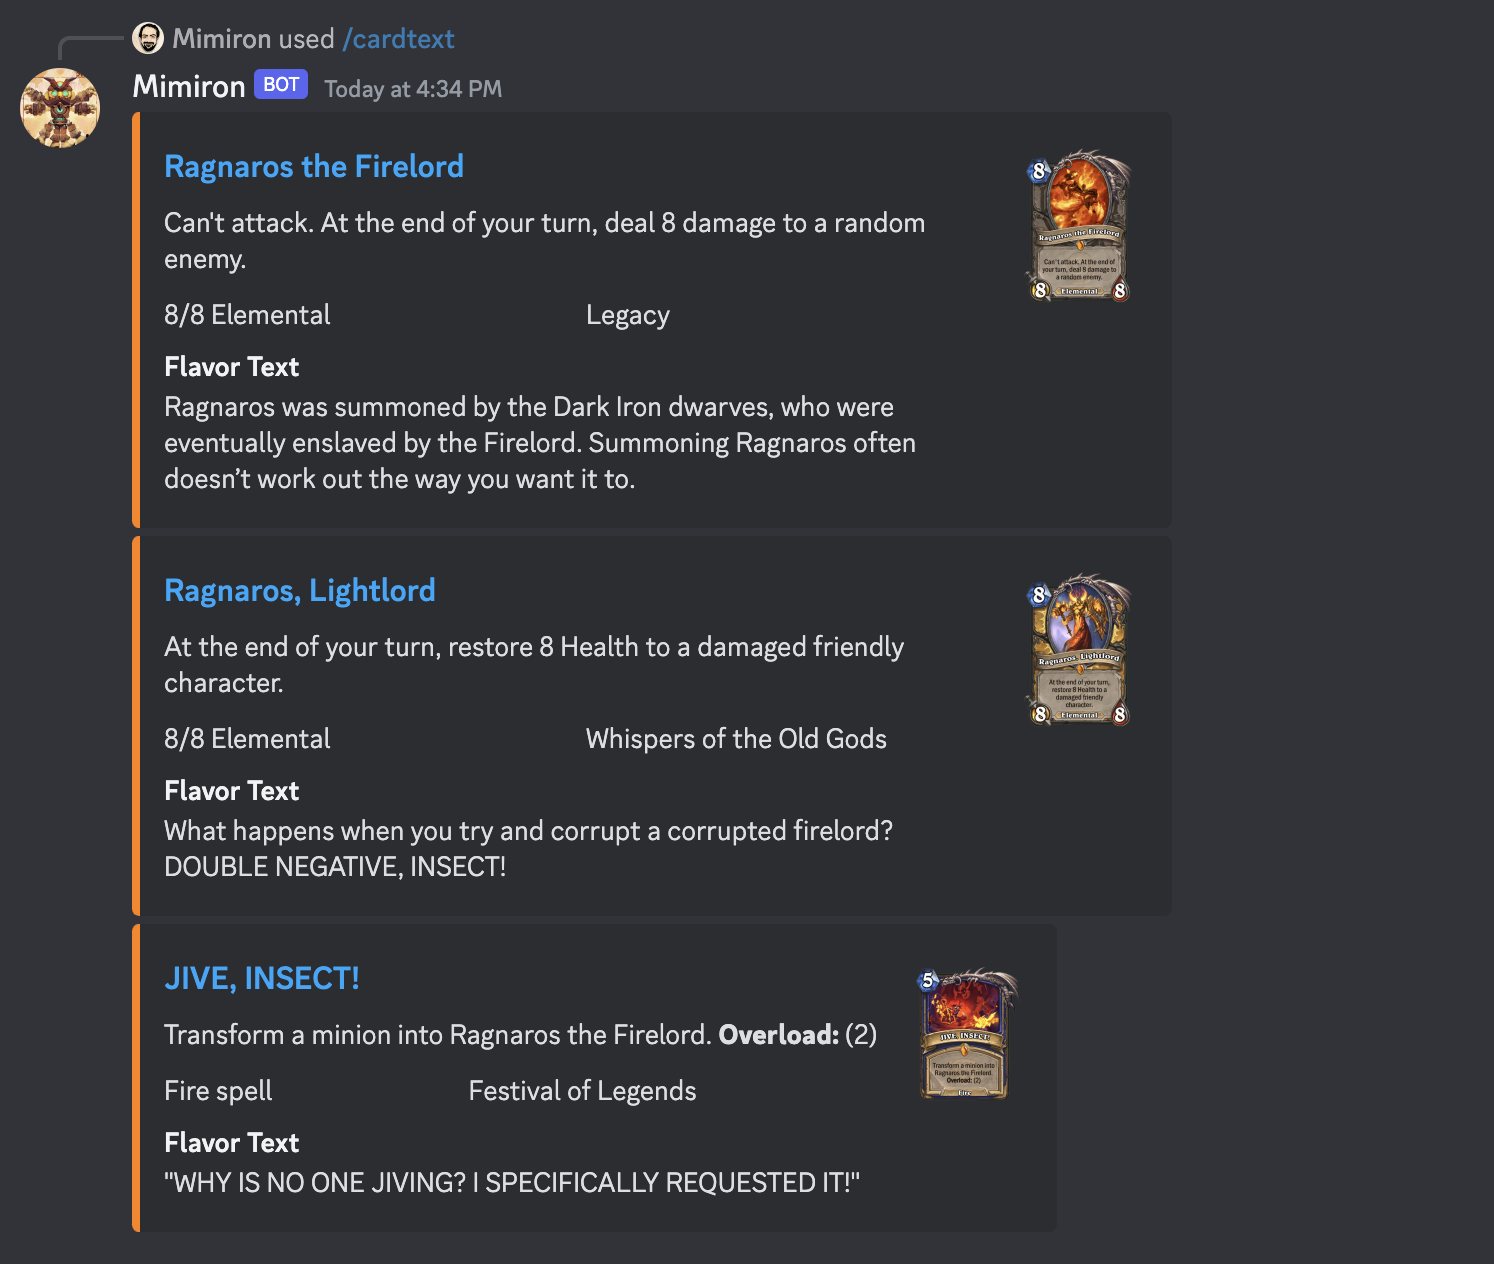 Mimiron used /cardtext
Mimiron BOT Today at 4:34 PM
Ragnaros the Firelord
Can't attack. At the end of your turn, deal 8 damage to a random
enemy.
8/8 Elemental Legacy
Flavor Text
Ragnaros was summoned by the Dark Iron dwarves, who were
eventually enslaved by the Firelord. Summoning Ragnaros often
doesn’t work out the way you want it to.
8
Ragnaros the Firelord
Can't attack. At the end of
your turn, deal 8 damage to
a random enemy.
8 Elemental 8
Ragnaros, Lightlord
At the end of your turn, restore 8 Health to a damaged friendly
character.
8/8 Elemental Whispers of the Old Gods
Flavor Text
What happens when you try and corrupt a corrupted firelord?
DOUBLE NEGATIVE, INSECT!
8
Ragnaros, Lightlord
At the end of your turn,
restore 8 Health to a
damaged friendly
character.
8 Elemental 8
JIVE, INSECT!
Transform a minion into Ragnaros the Firelord. Overload: (2)
Fire spell Festival of Legends
Flavor Text
"WHY IS NO ONE JIVING? I SPECIFICALLY REQUESTED IT!"
5
JIVE, INSECT!
Transform a minion into
Ragnaros the Firelord.
Overload: (2)
Fire